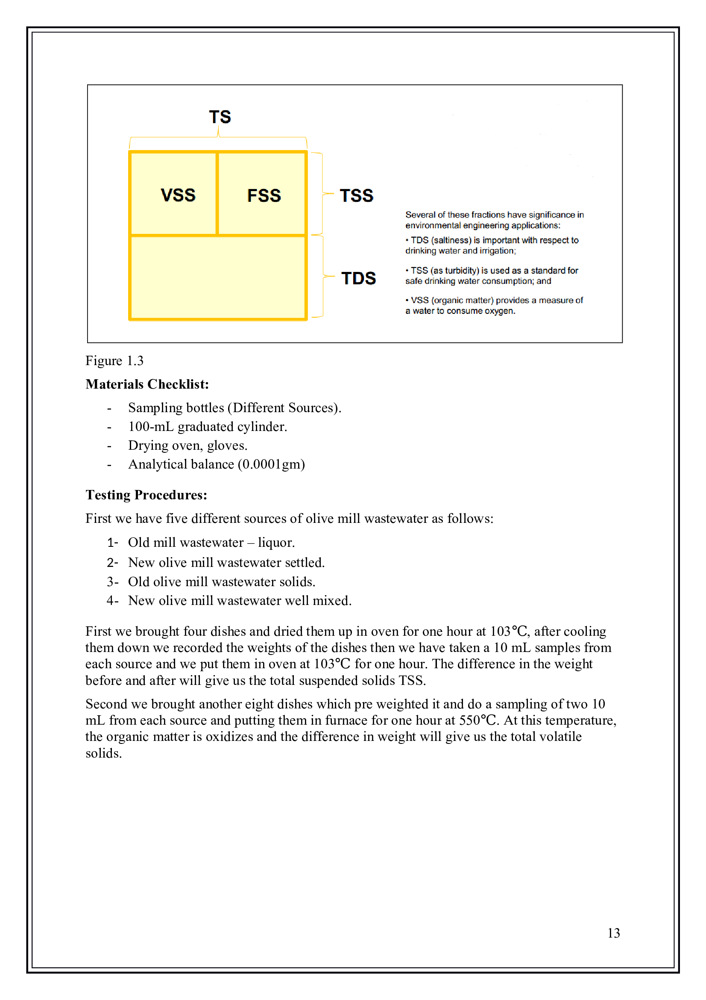 TS
VSS
FSS
TSS
TDS
Several of these fractions have significance in
environmental engineering applications:
• TDS (saltiness) is important with respect to
drinking water and irrigation;
• TSS (as turbidity) is used as a standard for
safe drinking water consumption; and
• VSS (organic matter) provides a measure of
a water to consume oxygen.
Figure 1.3
Materials Checklist:
- Sampling bottles (Different Sources).
- 100-mL graduated cylinder.
- Drying oven, gloves.
- Analytical balance (0.0001gm)
Testing Procedures:
First we have five different sources of olive mill wastewater as follows:
1- Old mill wastewater – liquor.
2- New olive mill wastewater settled.
3- Old olive mill wastewater solids.
4- New olive mill wastewater well mixed.
First we brought four dishes and dried them up in oven for one hour at 103℃, after cooling
them down we recorded the weights of the dishes then we have taken a 10 mL samples from
each source and we put them in oven at 103℃ for one hour. The difference in the weight
before and after will give us the total suspended solids TSS.
Second we brought another eight dishes which pre weighted it and do a sampling of two 10
mL from each source and putting them in furnace for one hour at 550℃. At this temperature,
the organic matter is oxidizes and the difference in weight will give us the total volatile
solids.
13